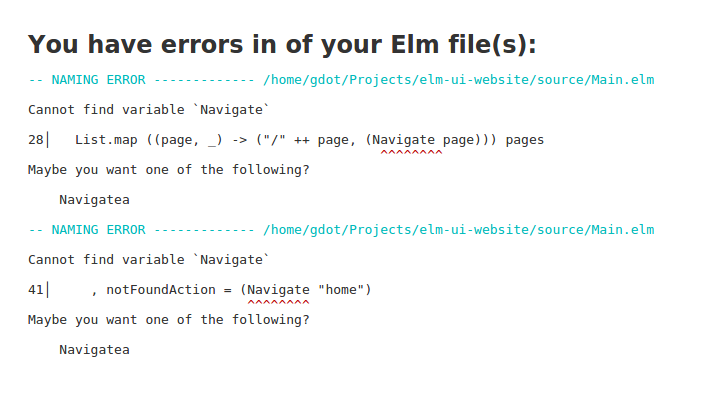 You have errors in of your Elm file(s):
-- NAMING ERROR ------------- /home/gdot/Projects/elm-ui-website/source/Main.elm
Cannot find variable `Navigate`
28|   List.map ((page, _) -> ("/" ++ page, (Navigate page))) pages
^^^^^^^^
Maybe you want one of the following?
Navigatea
-- NAMING ERROR ------------- /home/gdot/Projects/elm-ui-website/source/Main.elm
Cannot find variable `Navigate`
41|     , notFoundAction = (Navigate "home")
^^^^^^^^
Maybe you want one of the following?
Navigatea